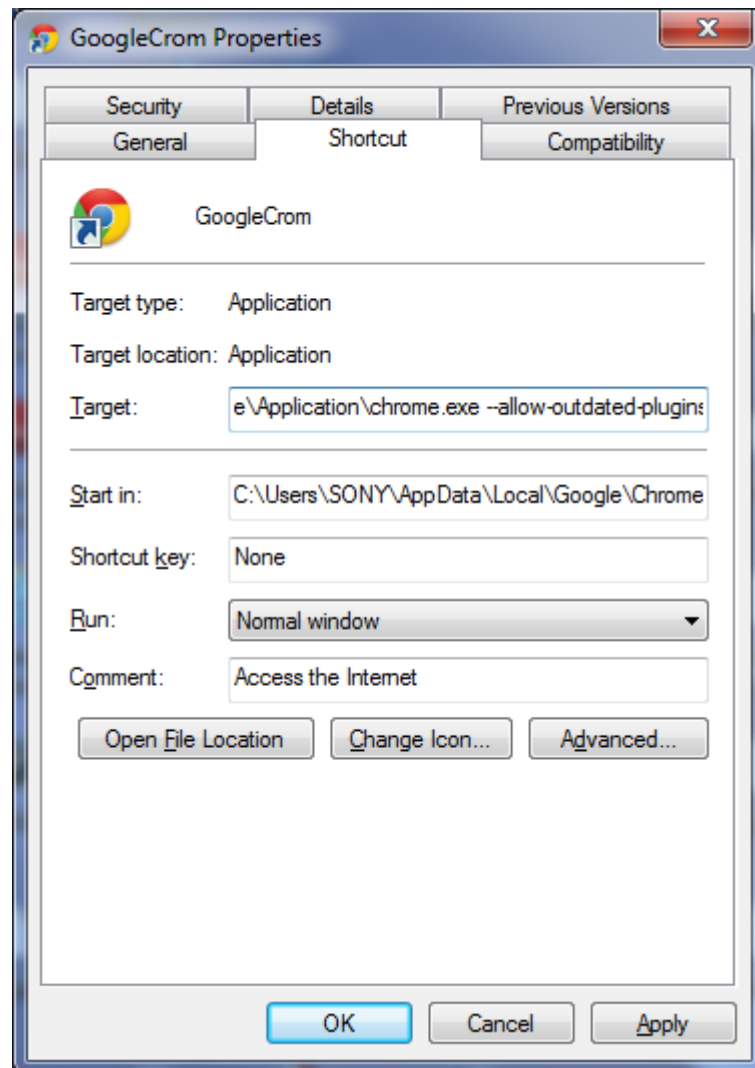 GoogleCrom Properties
Security Details Previous Versions
General Shortcut Compatibility
GoogleCrom
Target type: Application
Target location: Application
Target: e\Application\chrome.exe --allow-outdated-plugins
Start in: C:\Users\SONY\AppData\Local\Google\Chrome
Shortcut key: None
Run: Normal window
Comment: Access the Internet
Open File Location Change Icon... Advanced...
OK Cancel Apply